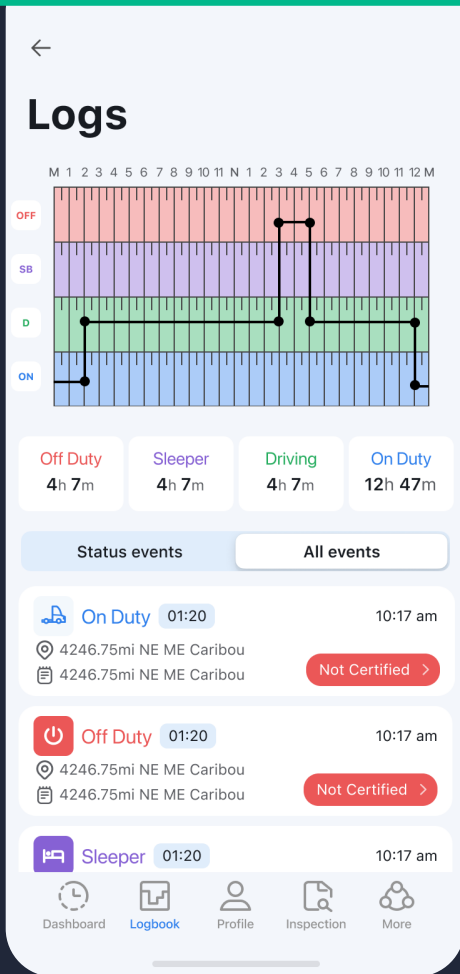 Logs
M 1 2 3 4 5 6 7 8 9 10 11 N 1 2 3 4 5 6 7 8 9 10 11 12 M
OFF
SB
D
ON
Off Duty Sleeper Driving On Duty
4h 7m 4h 7m 4h 7m 12h 47m
Status events All events
On Duty 01:20 10:17 am
4246.75mi NE ME Caribou
4246.75mi NE ME Caribou
Not Certified
Off Duty 01:20 10:17 am
4246.75mi NE ME Caribou
4246.75mi NE ME Caribou
Not Certified
Sleeper 01:20 10:17 am
Dashboard Logbook Profile Inspection More